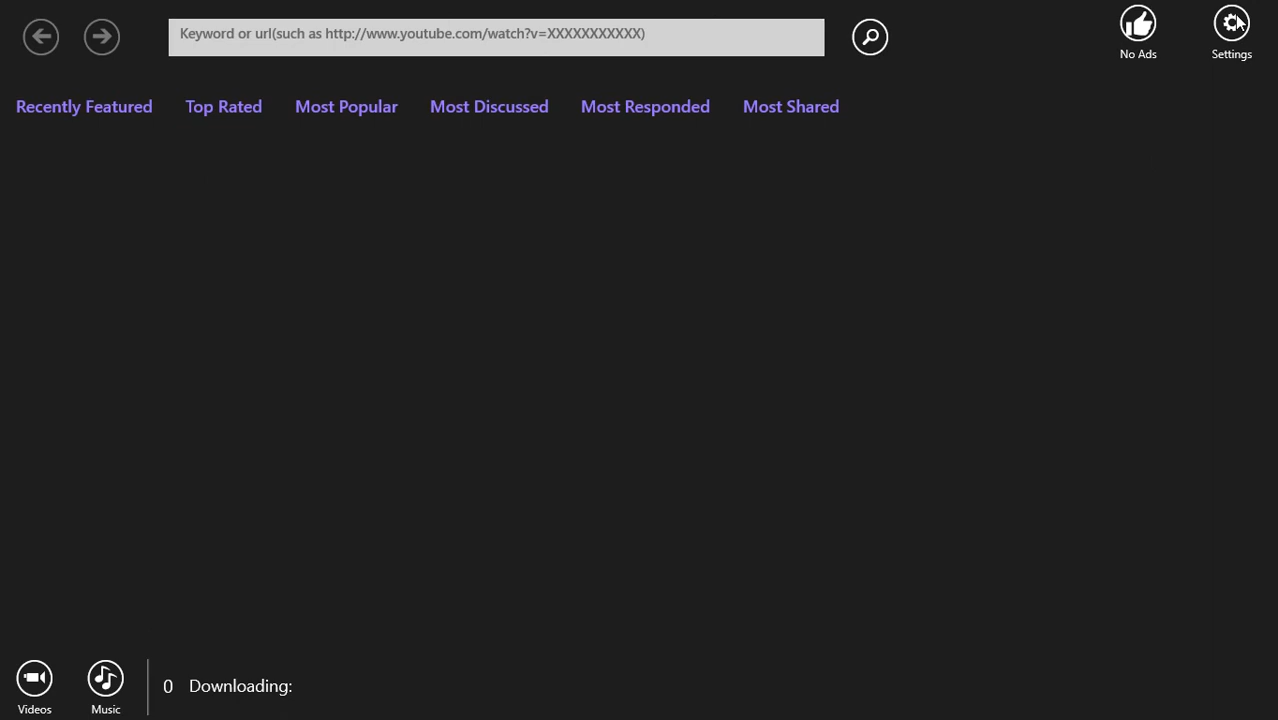 Keyword or url(such as http://www.youtube.com/watch?v=XXXXXXXXXXX)
No Ads
Settings
Recently Featured
Top Rated
Most Popular
Most Discussed
Most Responded
Most Shared
Videos
Music
0 Downloading: